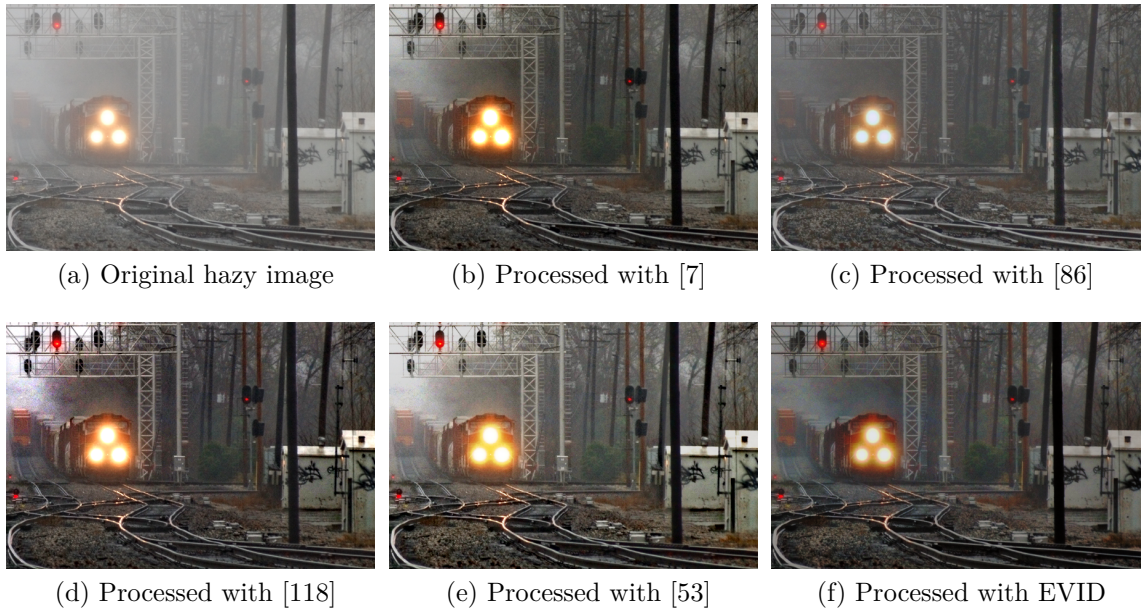 (a) Original hazy image
(b) Processed with [7]
(c) Processed with [86]
(d) Processed with [118]
(e) Processed with [53]
(f) Processed with EVID